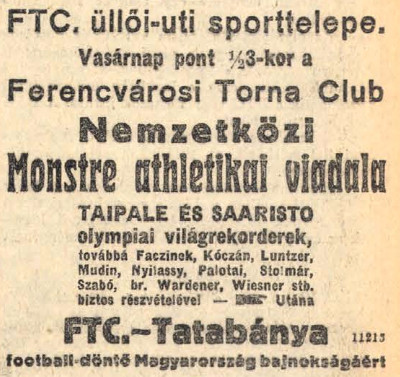 FTC. üllői-uti sporttelepe.
Vasárnap pont ½3-kor a
Ferencvárosi Torna Club
Nemzetközi
Monstre athletikai viadala
TAIPALE ÉS SAARISTO
olympiai világrekorderek,
továbbá Faczinek, Kóczán, Luntzer,
Mudin, Nyilassy, Palotai, Stolmár,
Szabó, br. Wardener, Wiesner stb.
biztos részvételével — Utána
FTC.—Tatabánya 11213
football-döntő Magyarország bajnokságáért